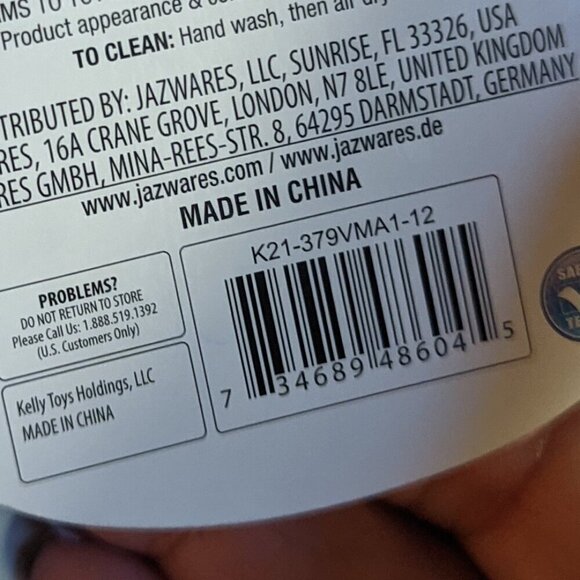 MS TO
Product appearance &
TO CLEAN: Hand wash, then air
TRIBUTED BY: JAZWARES, LLC, SUNRISE, FL 33326, USA
RES, 16A CRANE GROVE, LONDON, N7 8LE, UNITED KINGDOM
RES GMBH, MINA-REES-STR. 8, 64295 DARMSTADT, GERMANY
www.jazwares.com / www.jazwares.de
MADE IN CHINA
PROBLEMS?
DO NOT RETURN TO STORE
Please Call Us: 1.888.519.1392
(U.S. Customers Only)
Kelly Toys Holdings, LLC
MADE IN CHINA
K21-379VMA1-12
7 34689 48604 5